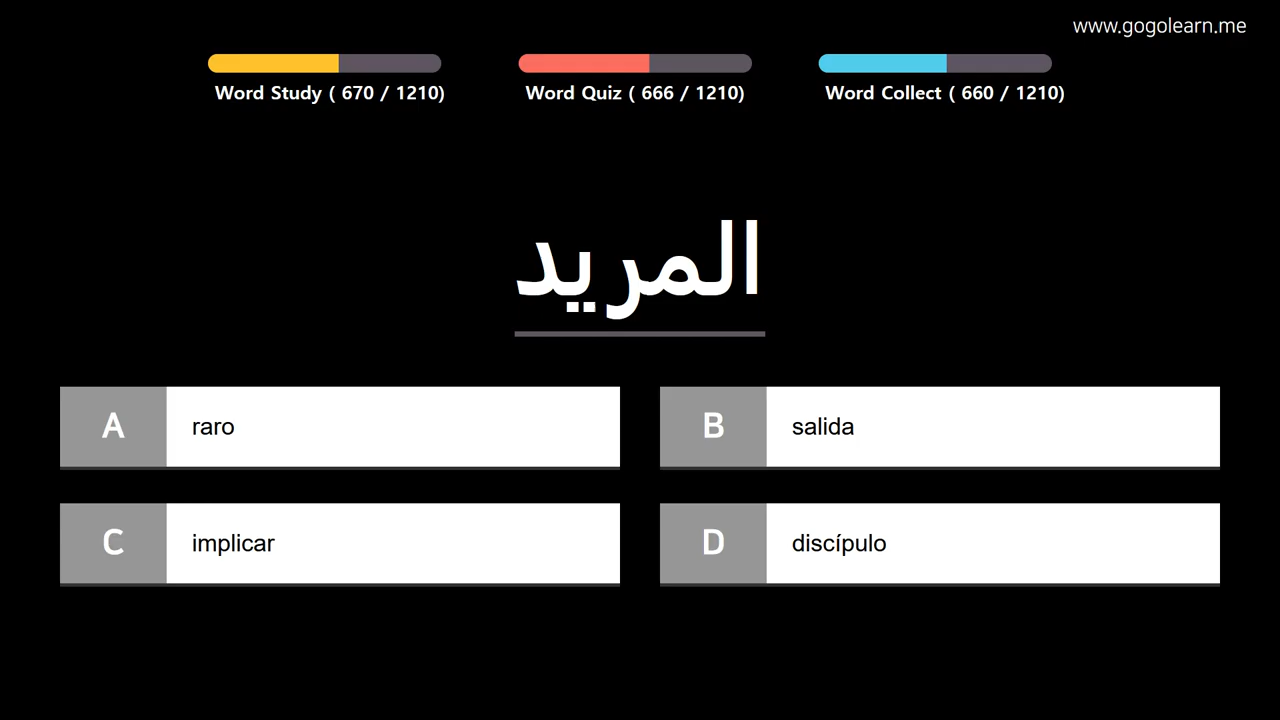 www.gogolearn.me
Word Study ( 670 / 1210)
Word Quiz ( 666 / 1210)
Word Collect ( 660 / 1210)
المريد
A raro
B salida
C implicar
D discípulo